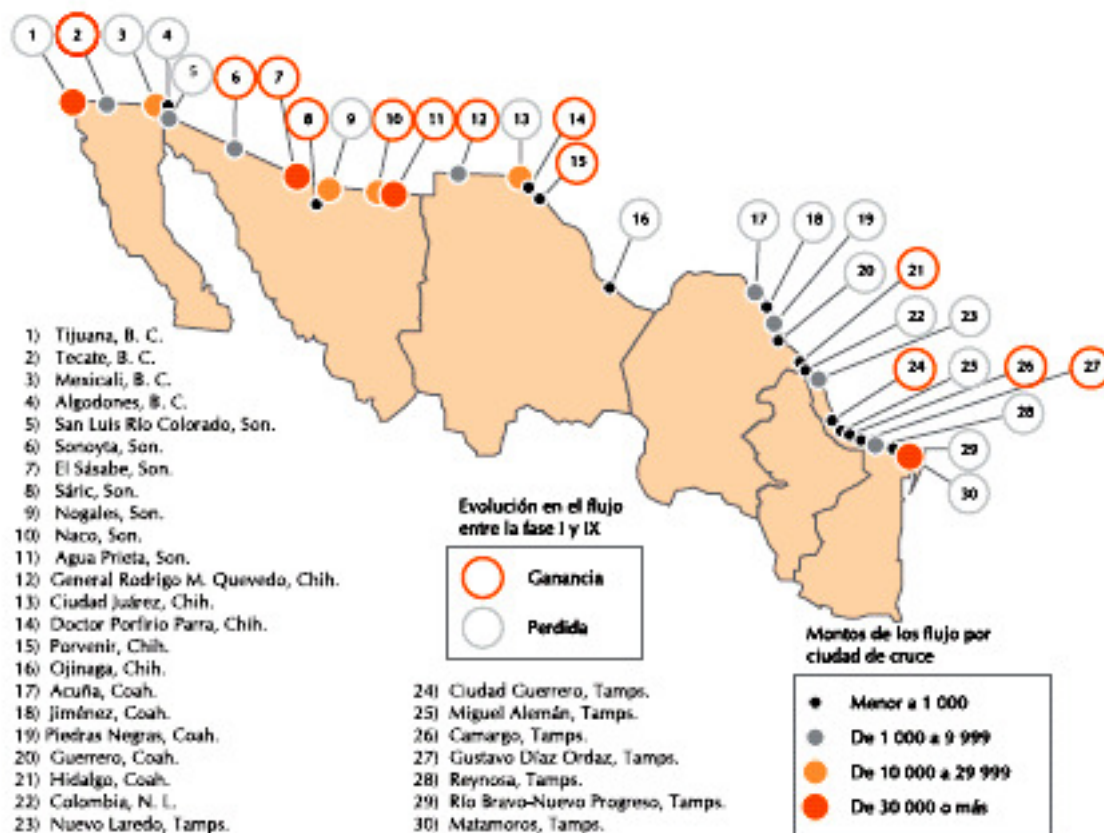 1
2
3
4
5
6
7
8
9
10
11
12
13
14
15
16
17
18
19
20
21
22
23
24
25
26
27
28
29
30
1) Tijuana, B. C.
2) Tecate, B. C.
3) Mexicali, B. C.
4) Algodones, B. C.
5) San Luis Río Colorado, Son.
6) Sonoyta, Son.
7) El Sásabe, Son.
8) Sáric, Son.
9) Nogales, Son.
10) Naco, Son.
11) Agua Prieta, Son.
12) General Rodrigo M. Quevedo, Chih.
13) Ciudad Juárez, Chih.
14) Doctor Porfirio Parra, Chih.
15) Porvenir, Chih.
16) Ojinaga, Chih.
17) Acuña, Coah.
18) Jiménez, Coah.
19) Piedras Negras, Coah.
20) Guerrero, Coah.
21) Hidalgo, Coah.
22) Colombia, N. L.
23) Nuevo Laredo, Tamps.
24) Ciudad Guerrero, Tamps.
25) Miguel Alemán, Tamps.
26) Camargo, Tamps.
27) Gustavo Díaz Ordaz, Tamps.
28) Reynosa, Tamps.
29) Río Bravo-Nuevo Progreso, Tamps.
30) Matamoros, Tamps.
Evolución en el flujo
entre la fase I y IX
Ganancia
Perdida
Montos de los flujo por
ciudad de cruce
Menor a 1 000
De 1 000 a 9 999
De 10 000 a 29 999
De 30 000 o más